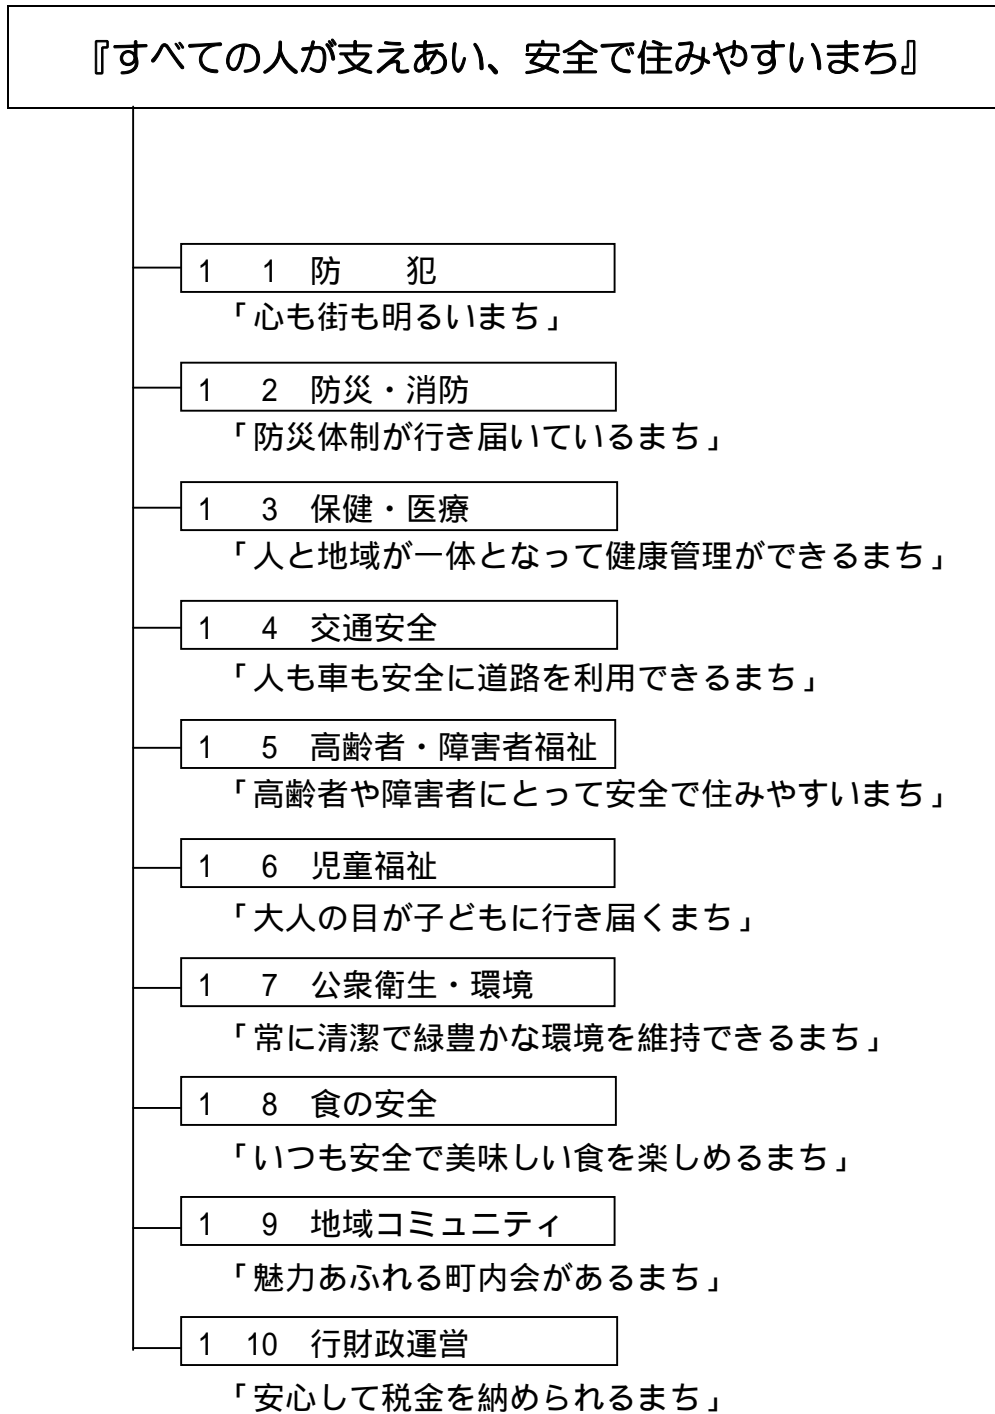 『すべての人が支えあい、安全で住みやすいまち』
1 1 防 犯
「心も街も明るいまち」
1 2 防災・消防
「防災体制が行き届いているまち」
1 3 保健・医療
「人と地域が一体となって健康管理ができるまち」
1 4 交通安全
「人も車も安全に道路を利用できるまち」
1 5 高齢者・障害者福祉
「高齢者や障害者にとって安全で住みやすいまち」
1 6 児童福祉
「大人の目が子どもに行き届くまち」
1 7 公衆衛生・環境
「常に清潔で緑豊かな環境を維持できるまち」
1 8 食の安全
「いつも安全で美味しい食を楽しめるまち」
1 9 地域コミュニティ
「魅力あふれる町内会があるまち」
1 10 行財政運営
「安心して税金を納められるまち」